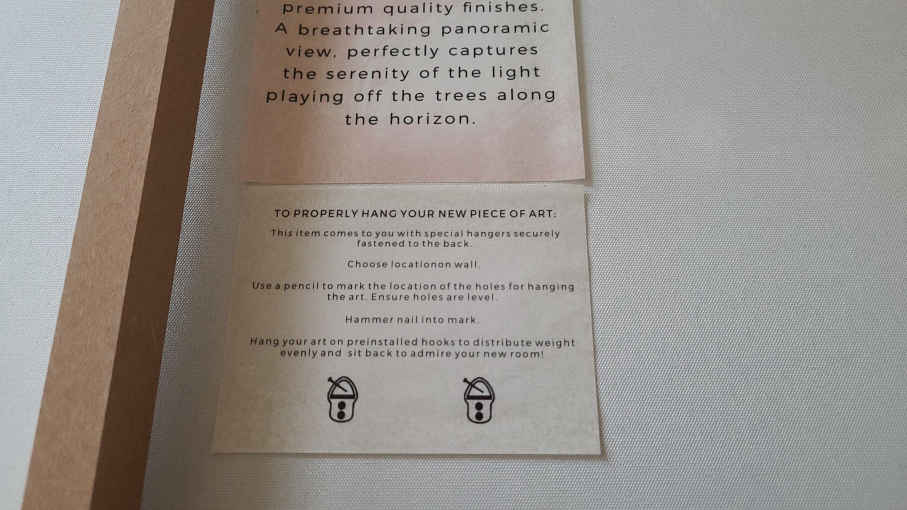 premium quality finishes.
A breathtaking panoramic
view, perfectly captures
the serenity of the light
playing off the trees along
the horizon.
TO PROPERLY HANG YOUR NEW PIECE OF ART:
This item comes to you with special hangers securely
fastened to the back.
Choose locationon wall.
Use a pencil to mark the location of the holes for hanging
the art. Ensure holes are level.
Hammer nail into mark.
Hang your art on preinstalled hooks to distribute weight
evenly and sit back to admire your new room!